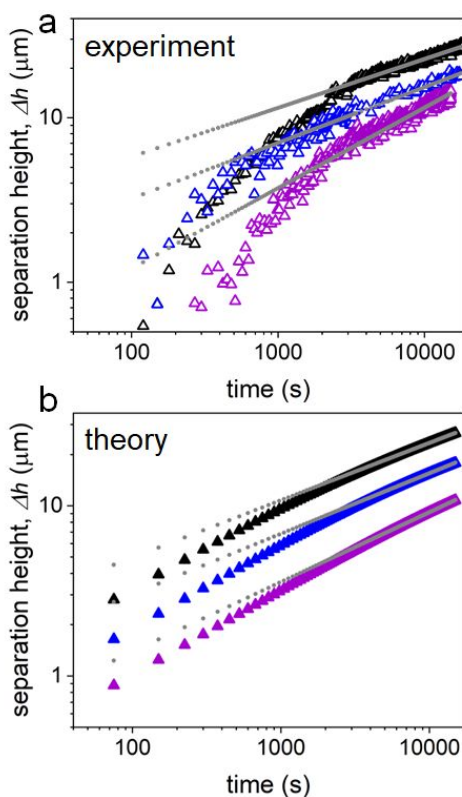 a
experiment
separation height, Δh (μm)
10
1
100
1000
10000
time (s)
b
theory
separation height, Δh (μm)
10
1
100
1000
10000
time (s)